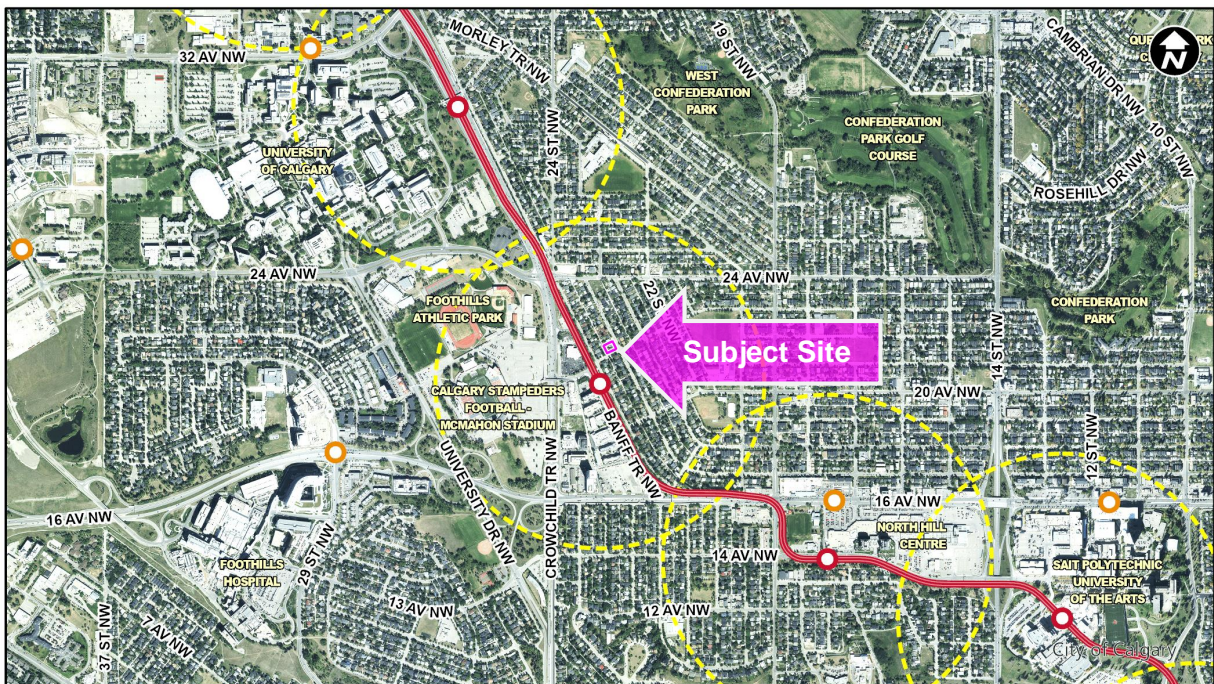 MORLEY TR NW
19 ST NW
CAMBRIAN DR NW
32 AV NW
N
WEST
CONFEDERATION
PARK
24 ST NW
CONFEDERATION
PARK GOLF
COURSE
10 ST NW
UNIVERSITY
OF CALGARY
ROSEHILL DR NW
24 AV NW
24 AV NW
FOOTHILLS
ATHLETIC PARK
CONFEDERATION
PARK
14 ST NW
Subject Site
CALGARY STAMPEDERS
FOOTBALL -
MCMAHON STADIUM
20 AV NW
BANFF TR NW
12 ST NW
UNIVERSITY DR NW
CROWCHILD TR NW
16 AV NW
16 AV NW
NORTH HILL
CENTRE
14 AV NW
FOOTHILLS
HOSPITAL
29 ST NW
SAIT POLYTECHNIC
UNIVERSITY
OF THE ARTS
13 AV NW
12 AV NW
7 AV NW
37 ST NW
City of Calgary